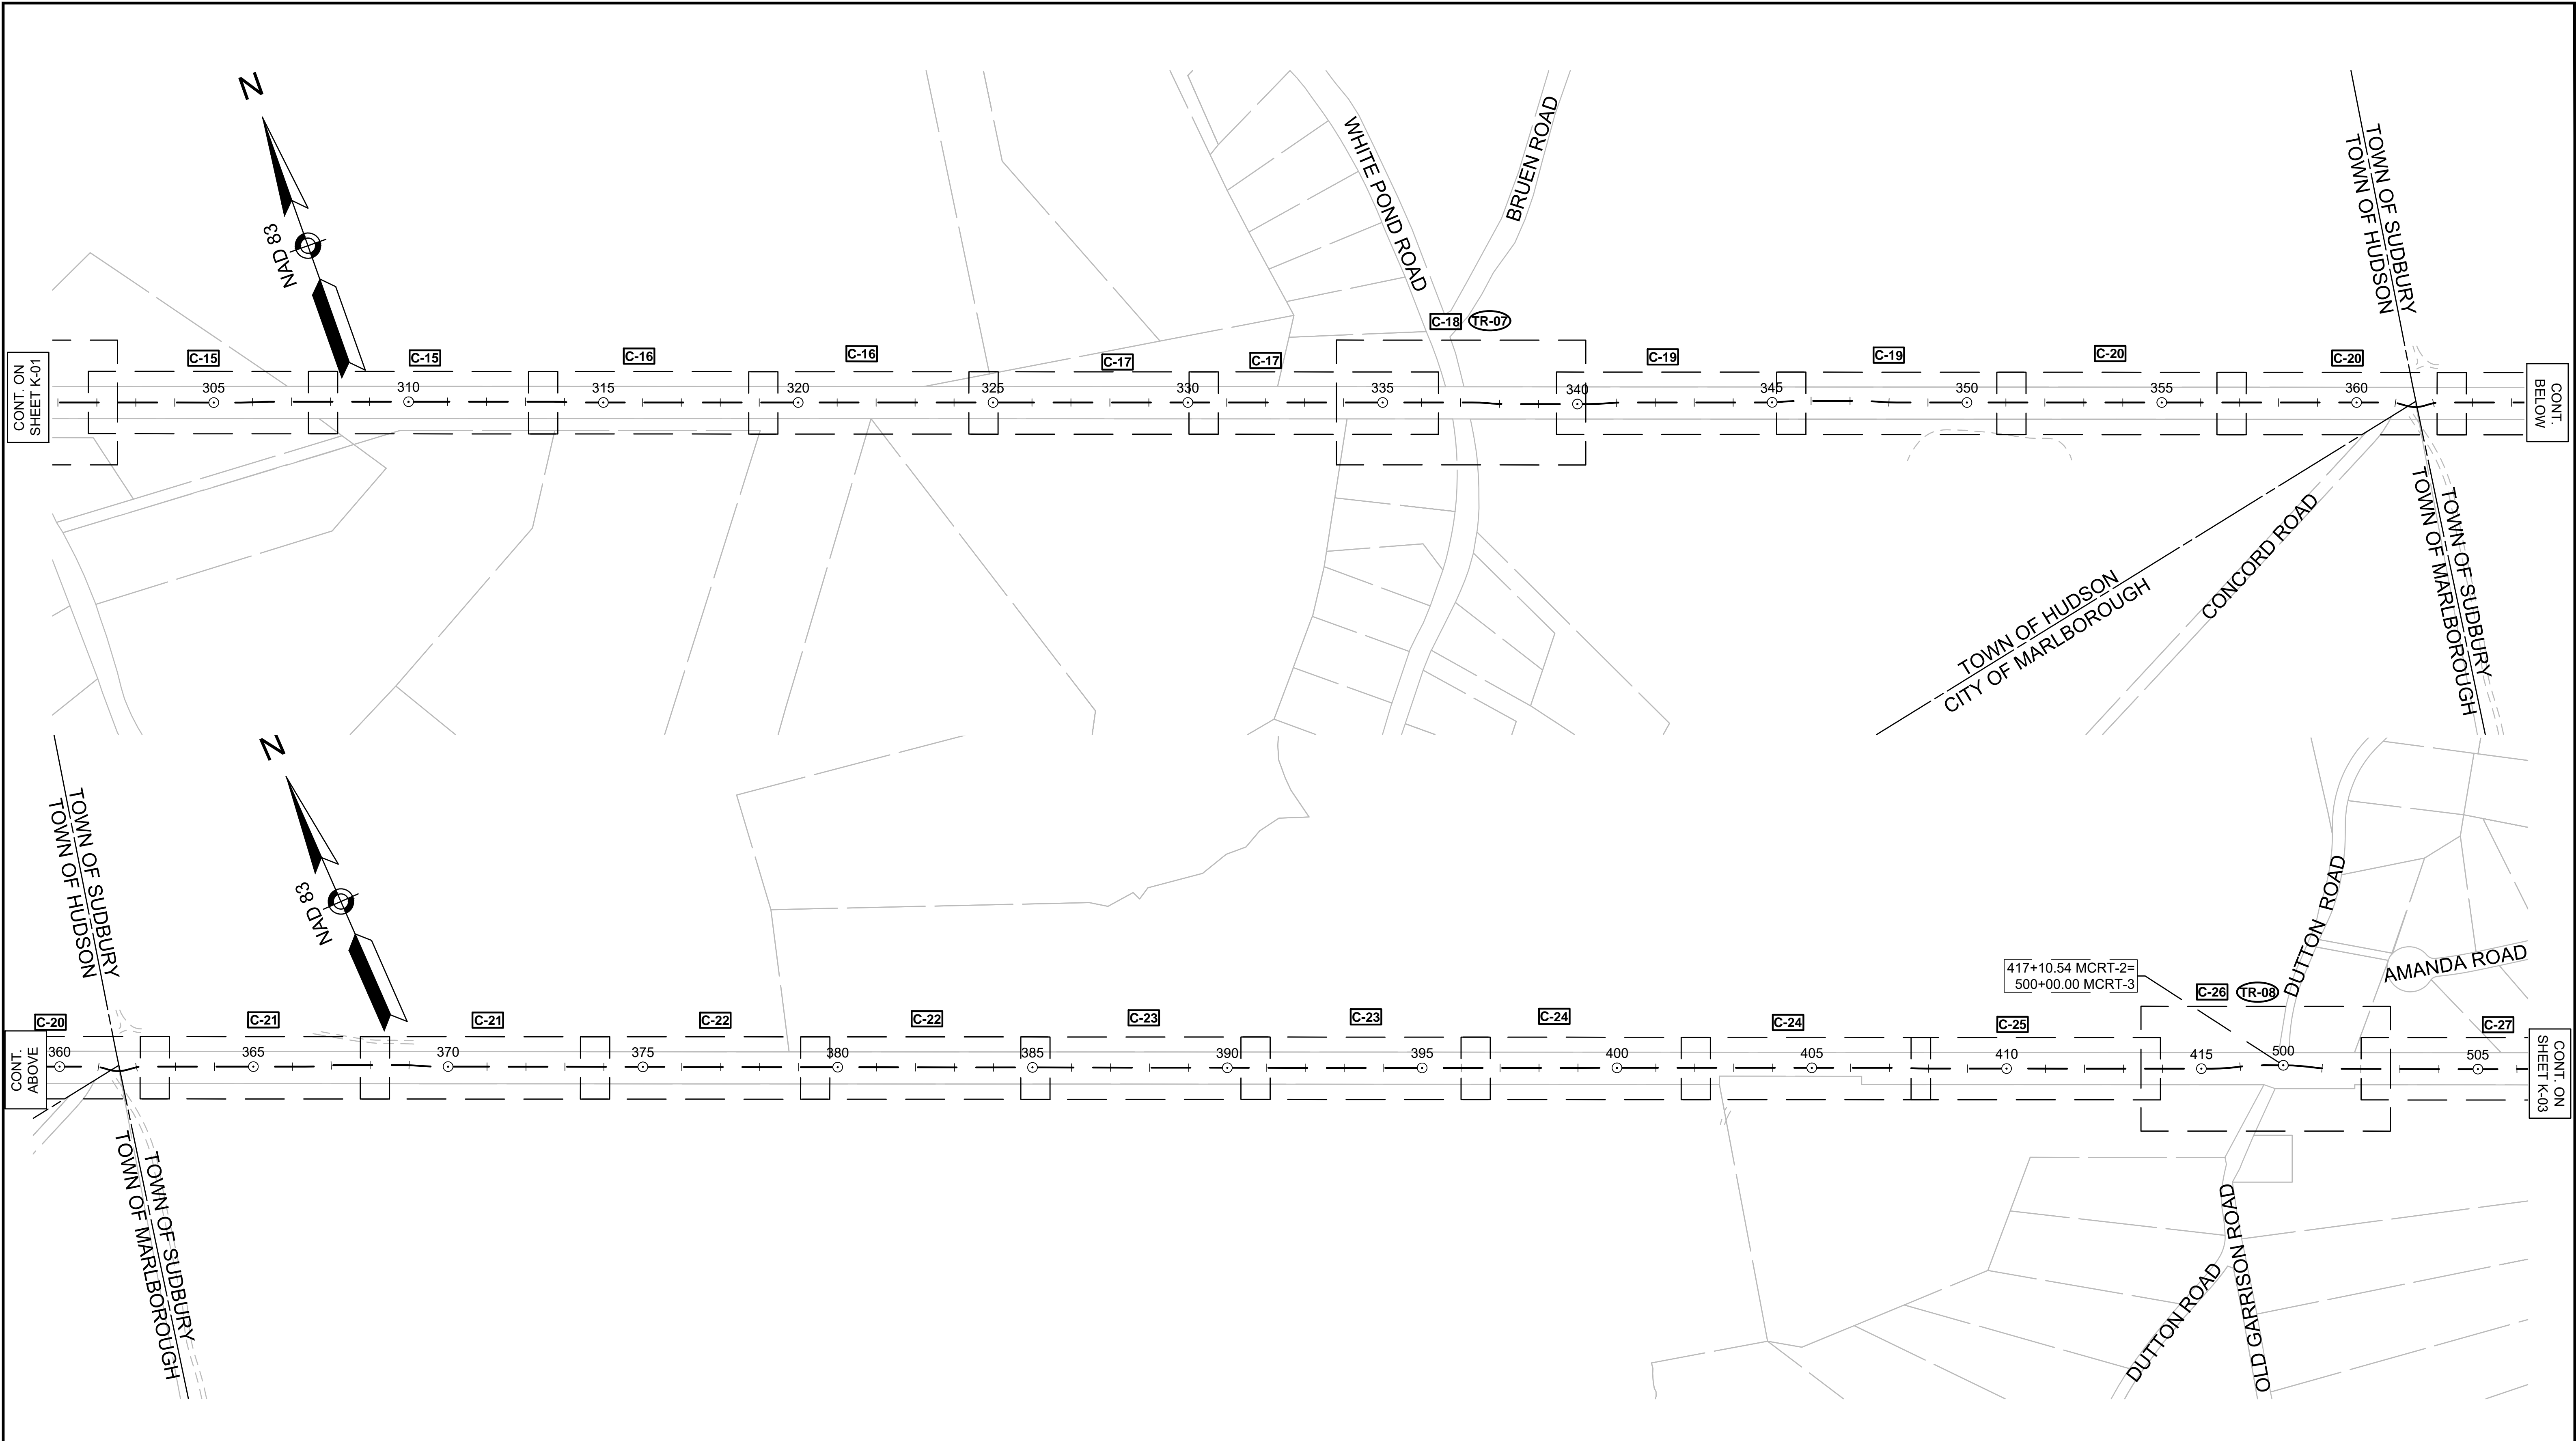 N
NAD 83
WHITE POND ROAD
BRUEN ROAD
TOWN OF SUDBURY
TOWN OF HUDSON
C-18 TR-07
CONT. ON
SHEET K-01
C-15
C-15
C-16
C-16
C-17
C-17
C-19
C-19
C-20
C-20
305
310
315
320
325
330
335
340
345
350
355
360
CONT.
BELOW
TOWN OF HUDSON
CITY OF MARLBOROUGH
CONCORD ROAD
TOWN OF SUDBURY
TOWN OF MARLBOROUGH
N
NAD 83
TOWN OF SUDBURY
TOWN OF HUDSON
DUTTON ROAD
AMANDA ROAD
417+10.54 MCRT-2=
500+00.00 MCRT-3
C-26 TR-08
CONT.
ABOVE
C-20
C-21
C-21
C-22
C-22
C-23
C-23
C-24
C-24
C-25
C-27
360
365
370
375
380
385
390
395
400
405
410
415
500
505
CONT. ON
SHEET K-03
TOWN OF SUDBURY
TOWN OF MARLBOROUGH
DUTTON ROAD
OLD GARRISON ROAD